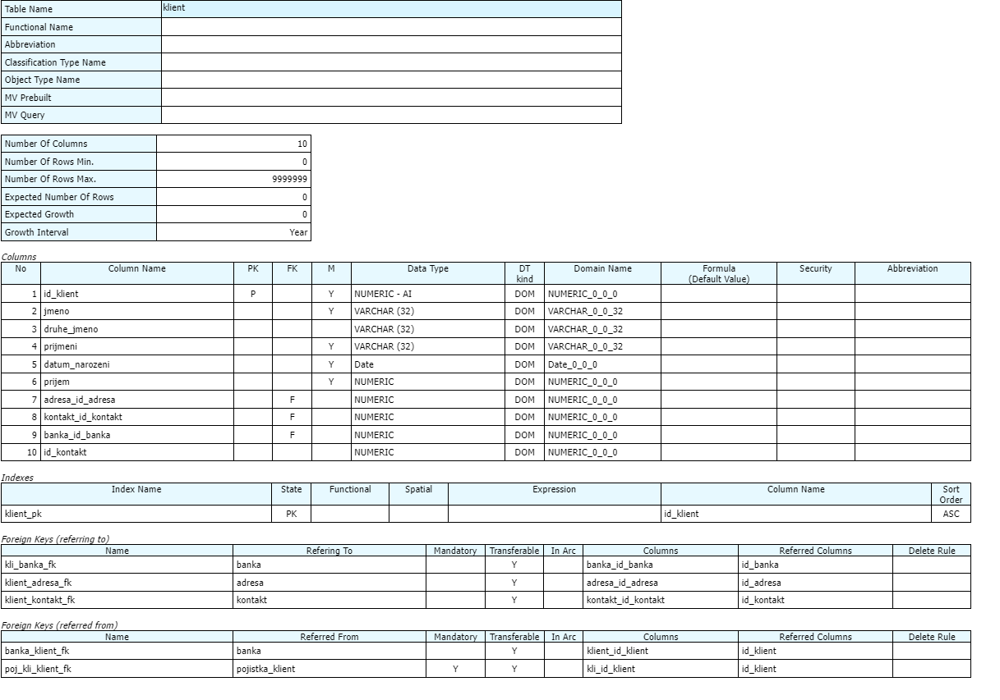 Table Name klient
Functional Name
Abbreviation
Classification Type Name
Object Type Name
MV Prebuilt
MV Query
Number Of Columns 10
Number Of Rows Min. 0
Number Of Rows Max. 9999999
Expected Number Of Rows 0
Expected Growth 0
Growth Interval Year
Columns
No Column Name PK FK M Data Type DT kind Domain Name Formula (Default Value) Security Abbreviation
1 id_klient P Y NUMERIC - AI DOM NUMERIC_0_0_0
2 jmeno Y VARCHAR (32) DOM VARCHAR_0_0_32
3 druhe_jmeno VARCHAR (32) DOM VARCHAR_0_0_32
4 prijmeni Y VARCHAR (32) DOM VARCHAR_0_0_32
5 datum_narozeni Y Date DOM Date_0_0_0
6 prijem Y NUMERIC DOM NUMERIC_0_0_0
7 adresa_id_adresa F NUMERIC DOM NUMERIC_0_0_0
8 kontakt_id_kontakt F NUMERIC DOM NUMERIC_0_0_0
9 banka_id_banka F NUMERIC DOM NUMERIC_0_0_0
10 id_kontakt NUMERIC DOM NUMERIC_0_0_0
Indexes
Index Name State Functional Spatial Expression Column Name Sort Order
klient_pk PK id_klient ASC
Foreign Keys (referring to)
Name Refering To Mandatory Transferable In Arc Columns Referred Columns Delete Rule
kli_banka_fk banka Y banka_id_banka id_banka
klient_adresa_fk adresa Y adresa_id_adresa id_adresa
klient_kontakt_fk kontakt Y kontakt_id_kontakt id_kontakt
Foreign Keys (referred from)
Name Referred From Mandatory Transferable In Arc Columns Referred Columns Delete Rule
banka_klient_fk banka Y klient_id_klient id_klient
poj_kli_klient_fk pojistka_klient Y Y kli_id_klient id_klient